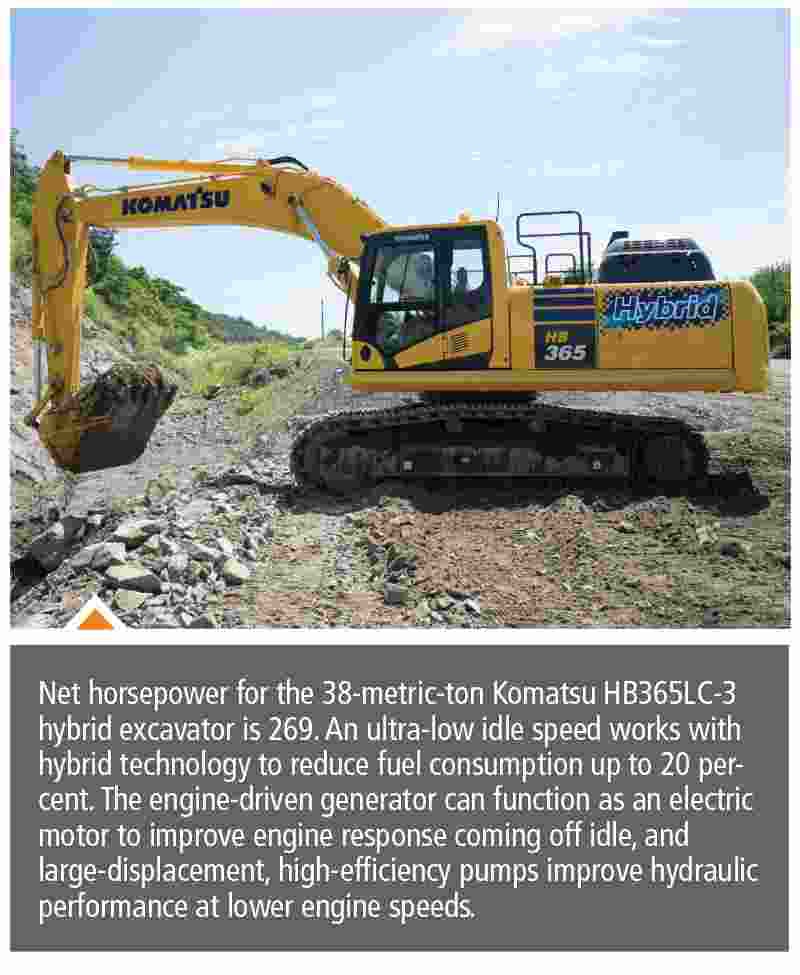 KOMATSU
KOMATSU
Hybrid
HB
365
Net horsepower for the 38-metric-ton Komatsu HB365LC-3
hybrid excavator is 269. An ultra-low idle speed works with
hybrid technology to reduce fuel consumption up to 20 per-
cent. The engine-driven generator can function as an electric
motor to improve engine response coming off idle, and
large-displacement, high-efficiency pumps improve hydraulic
performance at lower engine speeds.